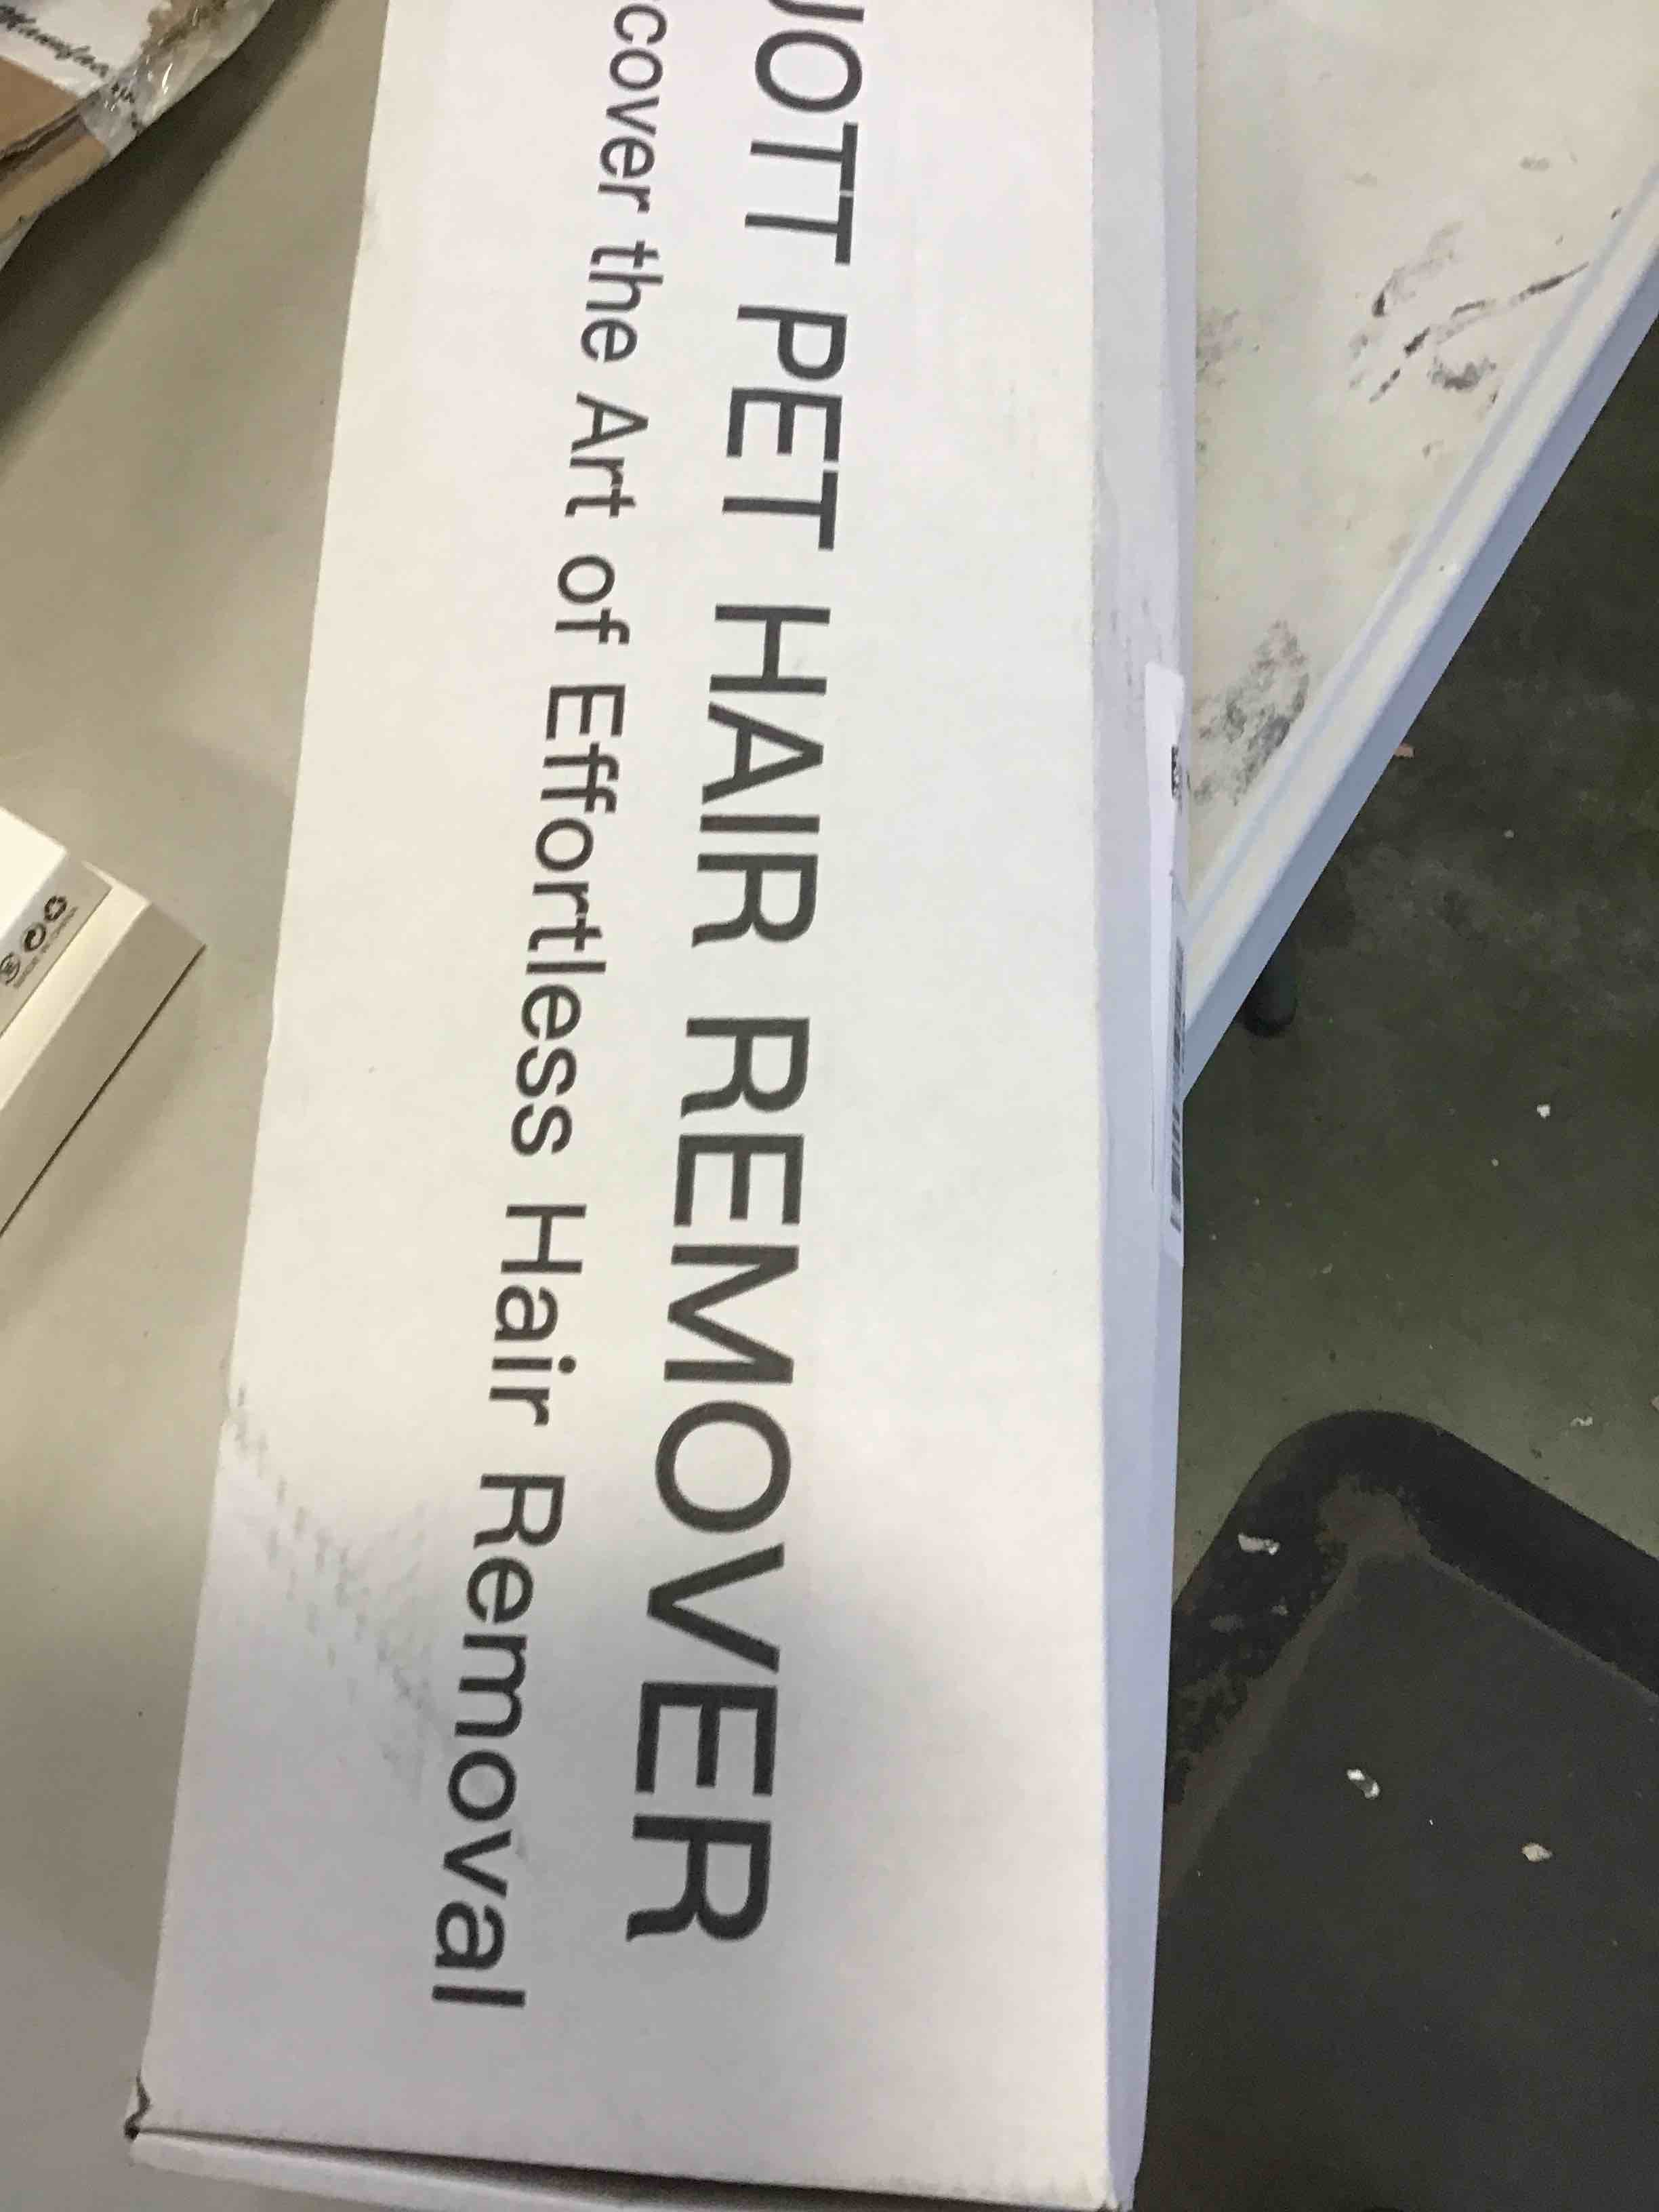 JOTT PET HAIR REMOVER
cover the Art of Effortless Hair Removal